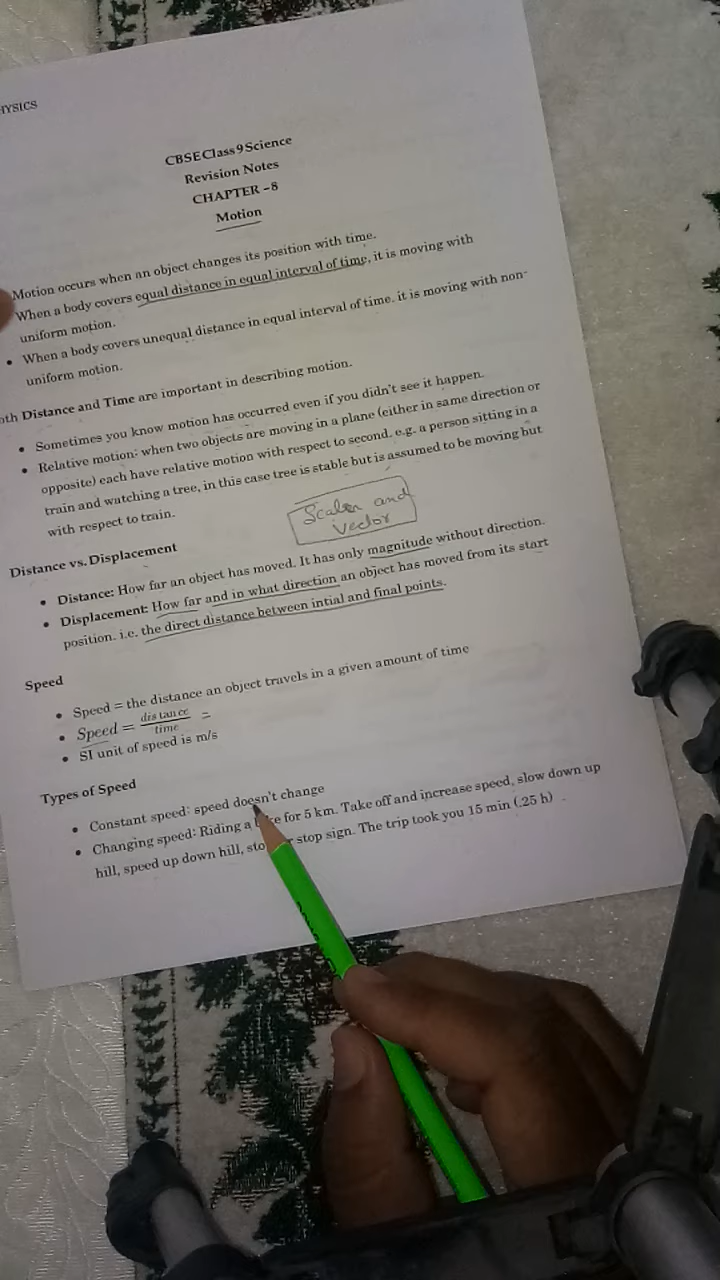 HYSICS
CBSE Class 9 Science
Revision Notes
CHAPTER – 8
Motion
Motion occurs when an object changes its position with time.
When a body covers equal distance in equal interval of time, it is moving with
uniform motion.
• When a body covers unequal distance in equal interval of time. it is moving with non-
uniform motion.
oth Distance and Time are important in describing motion.
• Sometimes you know motion has occurred even if you didn't see it happen.
• Relative motion: when two objects are moving in a plane (either in same direction or
opposite) each have relative motion with respect to second. e.g. a person sitting in a
train and watching a tree, in this case tree is stable but is assumed to be moving but
with respect to train.
Scalar and
vector
Distance vs. Displacement
• Distance: How far an object has moved. It has only magnitude without direction.
• Displacement: How far and in what direction an object has moved from its start
position. i.e. the direct distance between intial and final points.
Speed
• Speed = the distance an object travels in a given amount of time
• Speed = distance/time =
• SI unit of speed is m/s
Types of Speed
• Constant speed: speed doesn't change
• Changing speed: Riding a ke for 5 km. Take off and increase speed, slow down up
hill, speed up down hill, sto r stop sign. The trip took you 15 min (.25 h) .